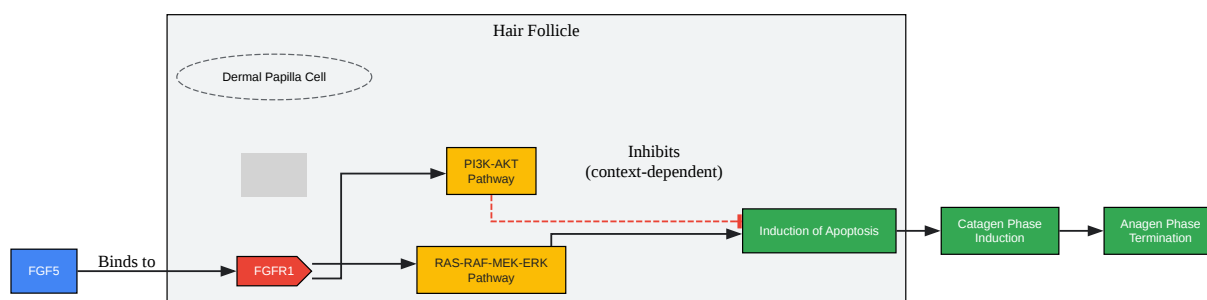 Hair Follicle
Dermal Papilla Cell
PI3K-AKT
Pathway
Inhibits
(context-dependent)
FGF5
Binds to
FGFR1
RAS-RAF-MEK-ERK
Pathway
Induction of Apoptosis
Catagen Phase
Induction
Anagen Phase
Termination